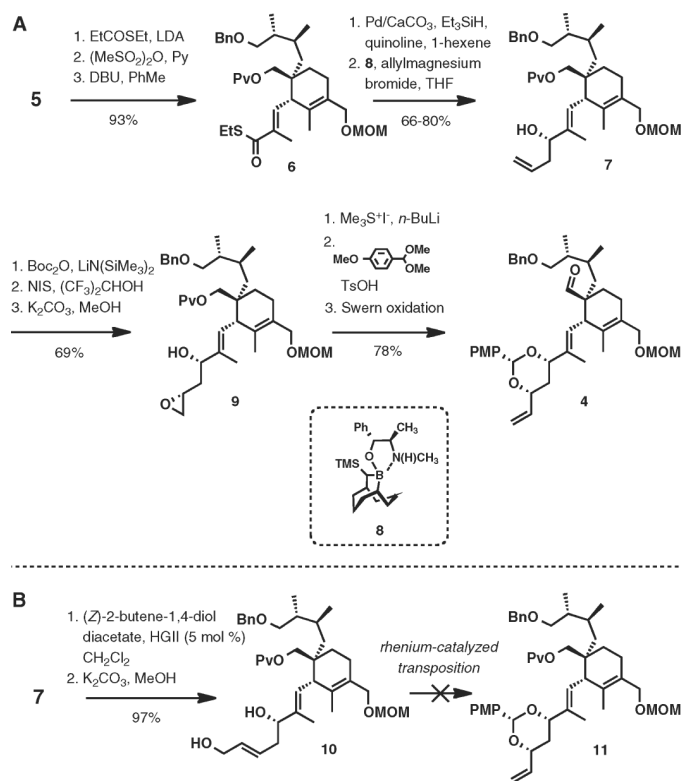 A
5
1. EtCOSEt, LDA
2. (MeSO₂)₂O, Py
3. DBU, PhMe
93%
BnO
PvO
EtS
O
OMOM
6
1. Pd/CaCO₃, Et₃SiH,
quinoline, 1-hexene
2. 8, allylmagnesium
bromide, THF
66-80%
BnO
PvO
HO
OMOM
7
1. Boc₂O, LiN(SiMe₃)₂
2. NIS, (CF₃)₂CHOH
3. K₂CO₃, MeOH
69%
BnO
PvO
HO
O
OMOM
9
1. Me₃S⁺I⁻, n-BuLi
2.
MeO
OMe
OMe
TsOH
3. Swern oxidation
78%
BnO
O
PMP
O
O
OMOM
4
Ph
CH₃
O
N(H)CH₃
TMS
B
8
B
7
1. (Z)-2-butene-1,4-diol
diacetate, HGII (5 mol %)
CH₂Cl₂
2. K₂CO₃, MeOH
97%
BnO
PvO
HO
HO
OMOM
10
rhenium-catalyzed
transposition
BnO
PvO
PMP
O
O
OMOM
11